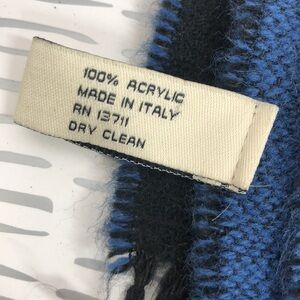 100% ACRYLIC
MADE IN ITALY
RN 13711
DRY CLEAN